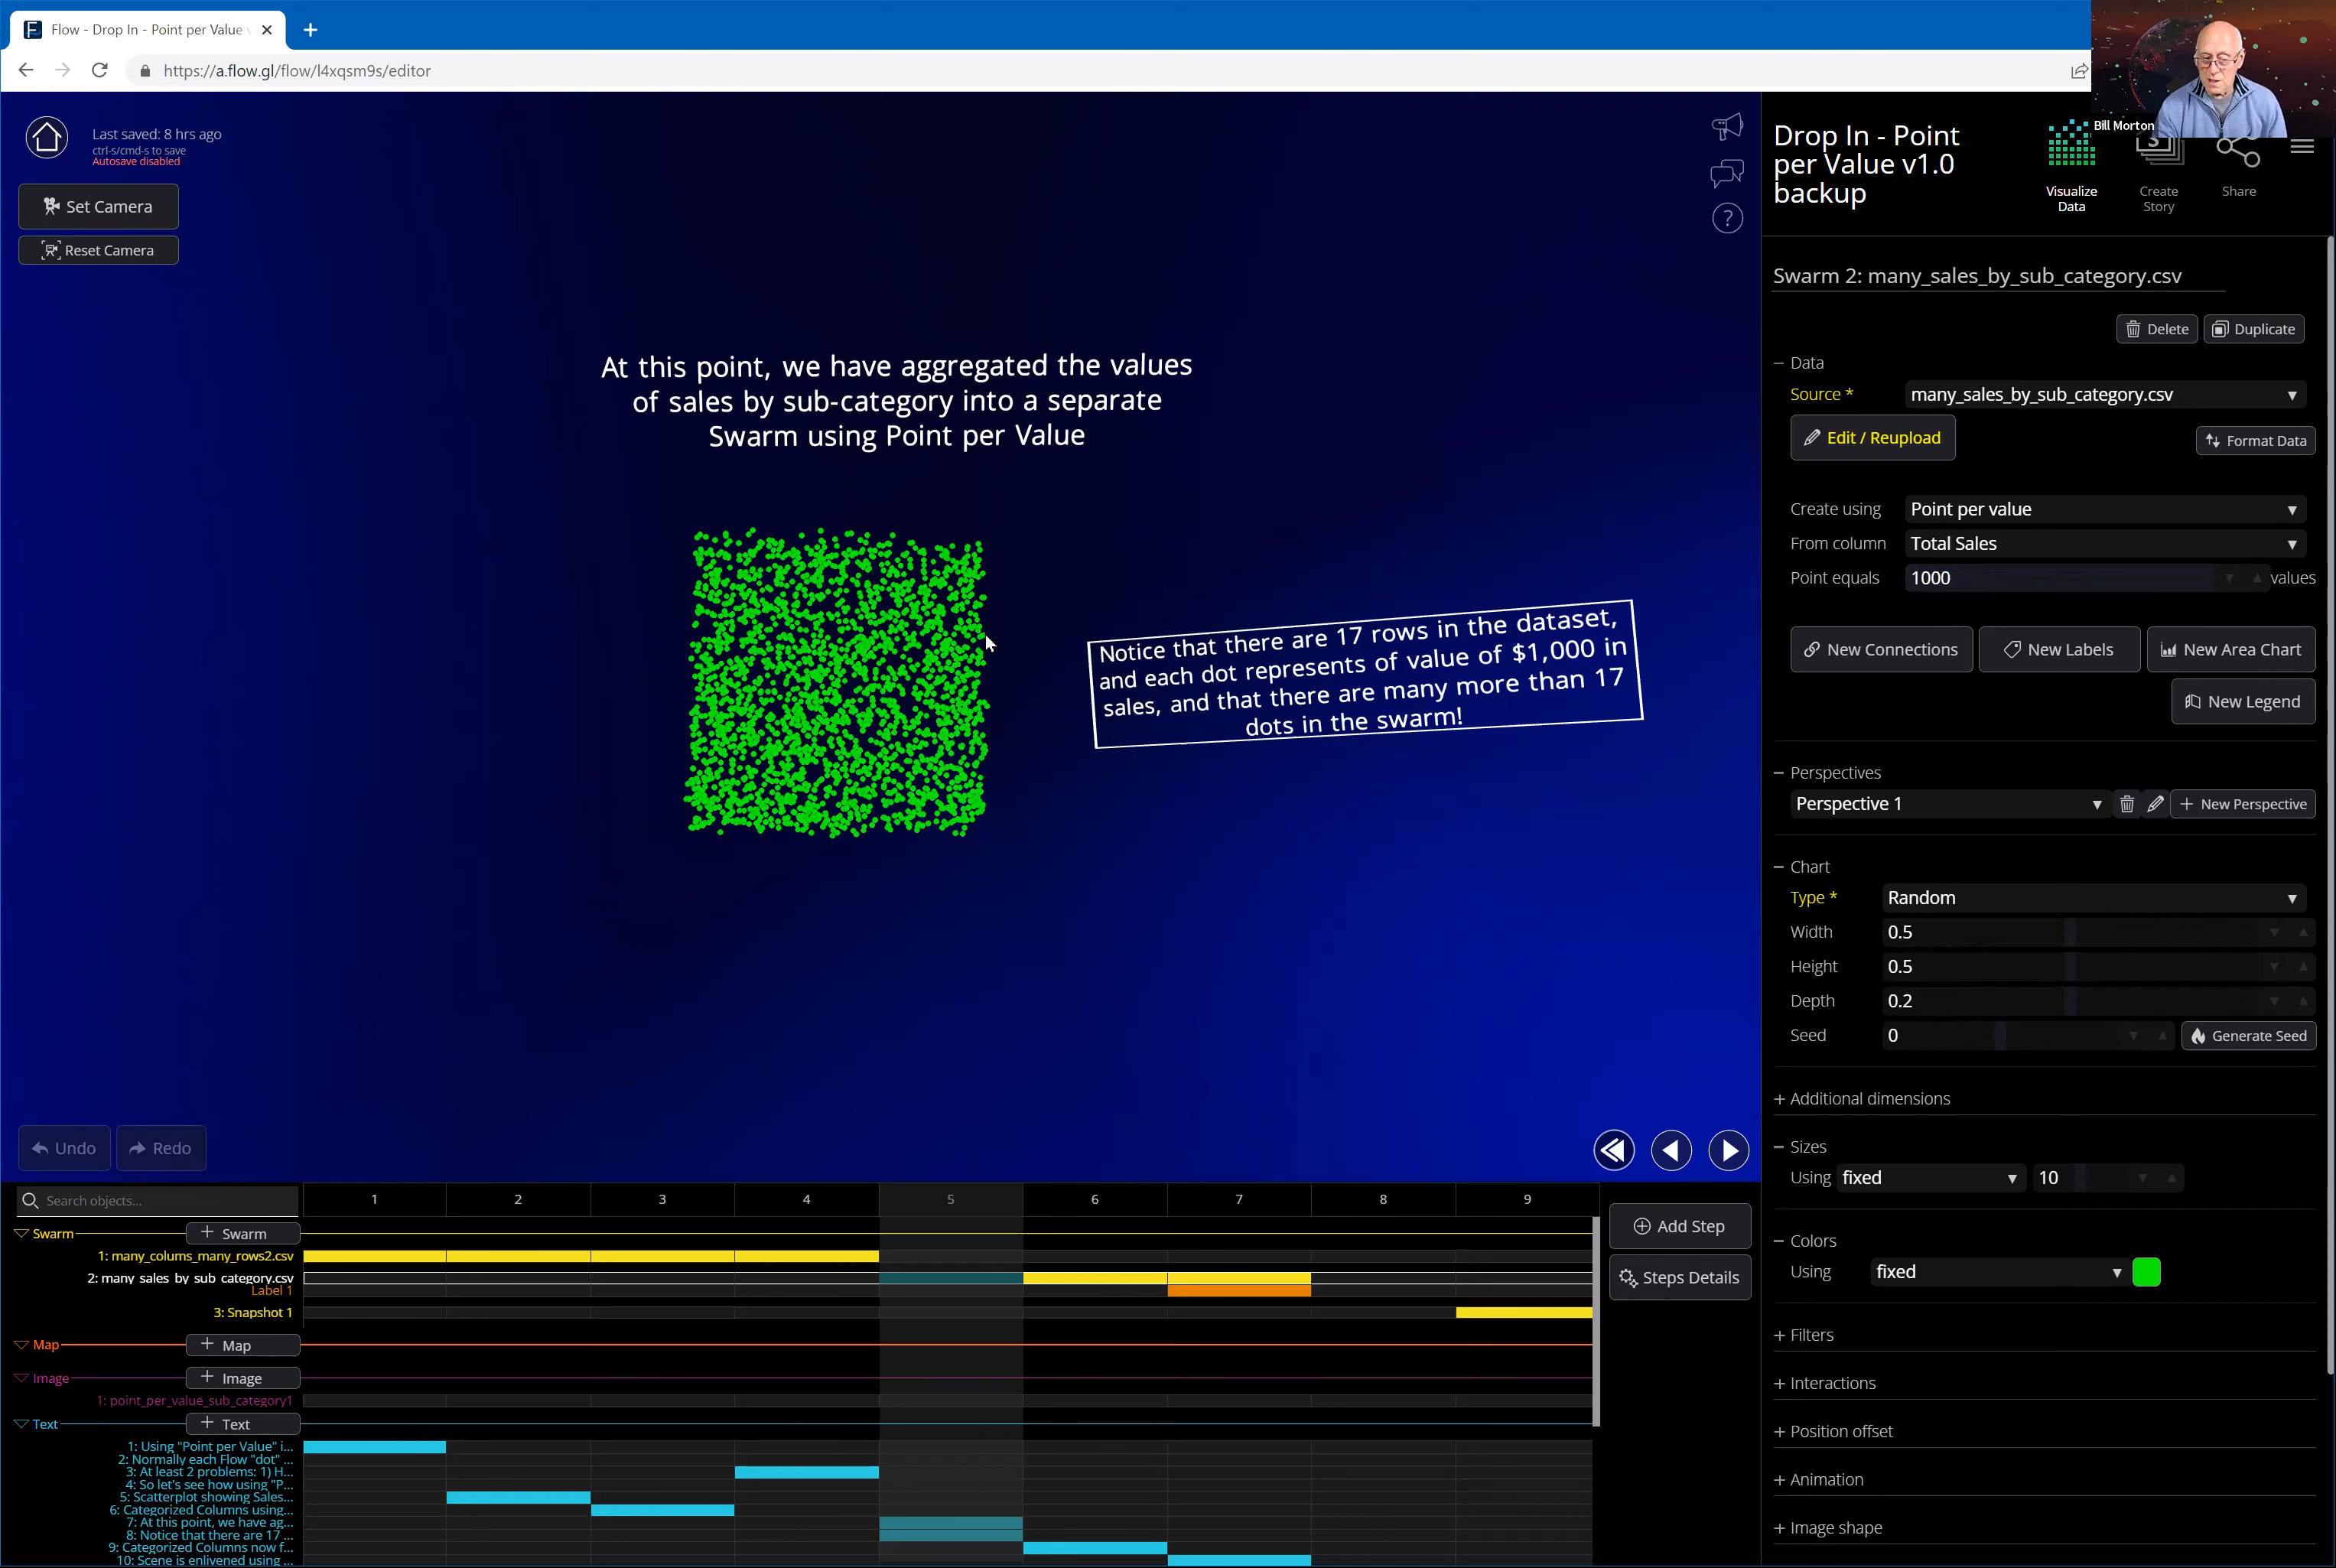 Flow - Drop In - Point per Value
https://a.flow.gl/flow/l4xqsm9s/editor
Bill Morton
Last saved: 8 hrs ago
ctrl-s/cmd-s to save
Autosave disabled
Set Camera
Reset Camera
At this point, we have aggregated the values
of sales by sub-category into a separate
Swarm using Point per Value
Notice that there are 17 rows in the dataset,
and each dot represents of value of $1,000 in
sales, and that there are many more than 17
dots in the swarm!
Undo
Redo
Drop In - Point
per Value v1.0
backup
Visualize
Data
Create
Story
Share
Swarm 2: many_sales_by_sub_category.csv
Delete
Duplicate
- Data
Source * many_sales_by_sub_category.csv
Edit / Reupload
Format Data
Create using Point per value
From column Total Sales
Point equals 1000 values
New Connections
New Labels
New Area Chart
New Legend
- Perspectives
Perspective 1
+ New Perspective
- Chart
Type * Random
Width 0.5
Height 0.5
Depth 0.2
Seed 0
Generate Seed
+ Additional dimensions
- Sizes
Using fixed 10
- Colors
Using fixed
+ Filters
+ Interactions
+ Position offset
+ Animation
+ Image shape
Search objects...
1 2 3 4 5 6 7 8 9
Add Step
Steps Details
Swarm
+ Swarm
1: many_colums_many_rows2.csv
2: many sales by sub category.csv
Label 1
3: Snapshot 1
Map
+ Map
Image
+ Image
1: point_per_value_sub_category1
Text
+ Text
1: Using "Point per Value" i...
2: Normally each Flow "dot" ...
3: At least 2 problems: 1) H...
4: So let's see how using "P...
5: Scatterplot showing Sales...
6: Categorized Columns using...
7: At this point, we have ag...
8: Notice that there are 17 ...
9: Categorized Columns now f...
10: Scene is enlivened using ...